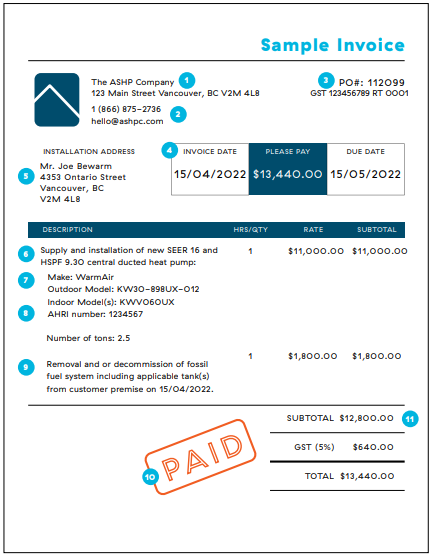 Sample Invoice
The ASHP Company 1
3 PO#: 112099
123 Main Street Vancouver, BC V2M 4L8
GST 123456789 RT 0001
1 (866) 875-2736
2
hello@ashpc.com
INSTALLATION ADDRESS
4 INVOICE DATE PLEASE PAY DUE DATE
15/04/2022 $13,440.00 15/05/2022
5 Mr. Joe Bewarm
4353 Ontario Street
Vancouver, BC
V2M 4L8
DESCRIPTION HRS/QTY RATE SUBTOTAL
6 Supply and installation of new SEER 16 and 1 $11,000.00 $11,000.00
HSPF 9.30 central ducted heat pump:
7 Make: WarmAir
Outdoor Model: KW30-898UX-012
Indoor Model(s): KWVO60UX
8 AHRI number: 1234567
Number of tons: 2.5
1 $1,800.00 $1,800.00
9 Removal and or decommission of fossil
fuel system including applicable tank(s)
from customer premise on 15/04/2022.
SUBTOTAL $12,800.00 11
GST (5%) $640.00
TOTAL $13,440.00
10 PAID